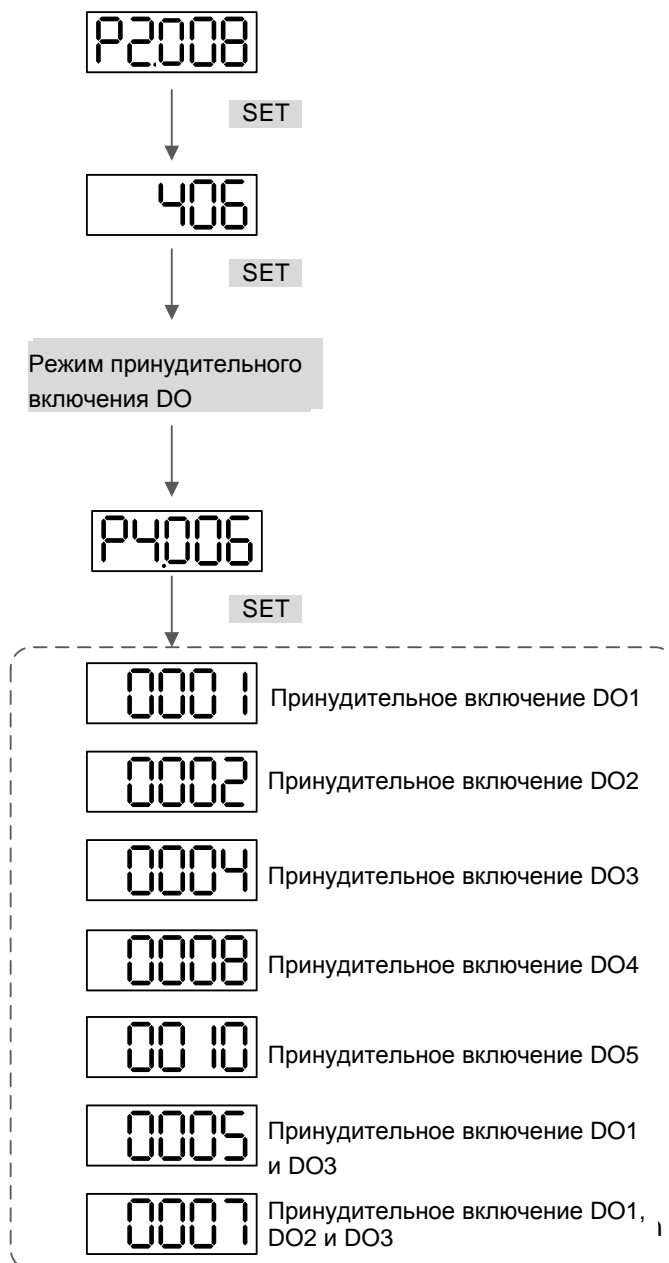 P2.008
SET
406
SET
Режим принудительного
включения DO
P4.006
SET
0001 Принудительное включение DO1
0002 Принудительное включение DO2
0004 Принудительное включение DO3
0008 Принудительное включение DO4
0010 Принудительное включение DO5
0005 Принудительное включение DO1
и DO3
0007 Принудительное включение DO1,
DO2 и DO3